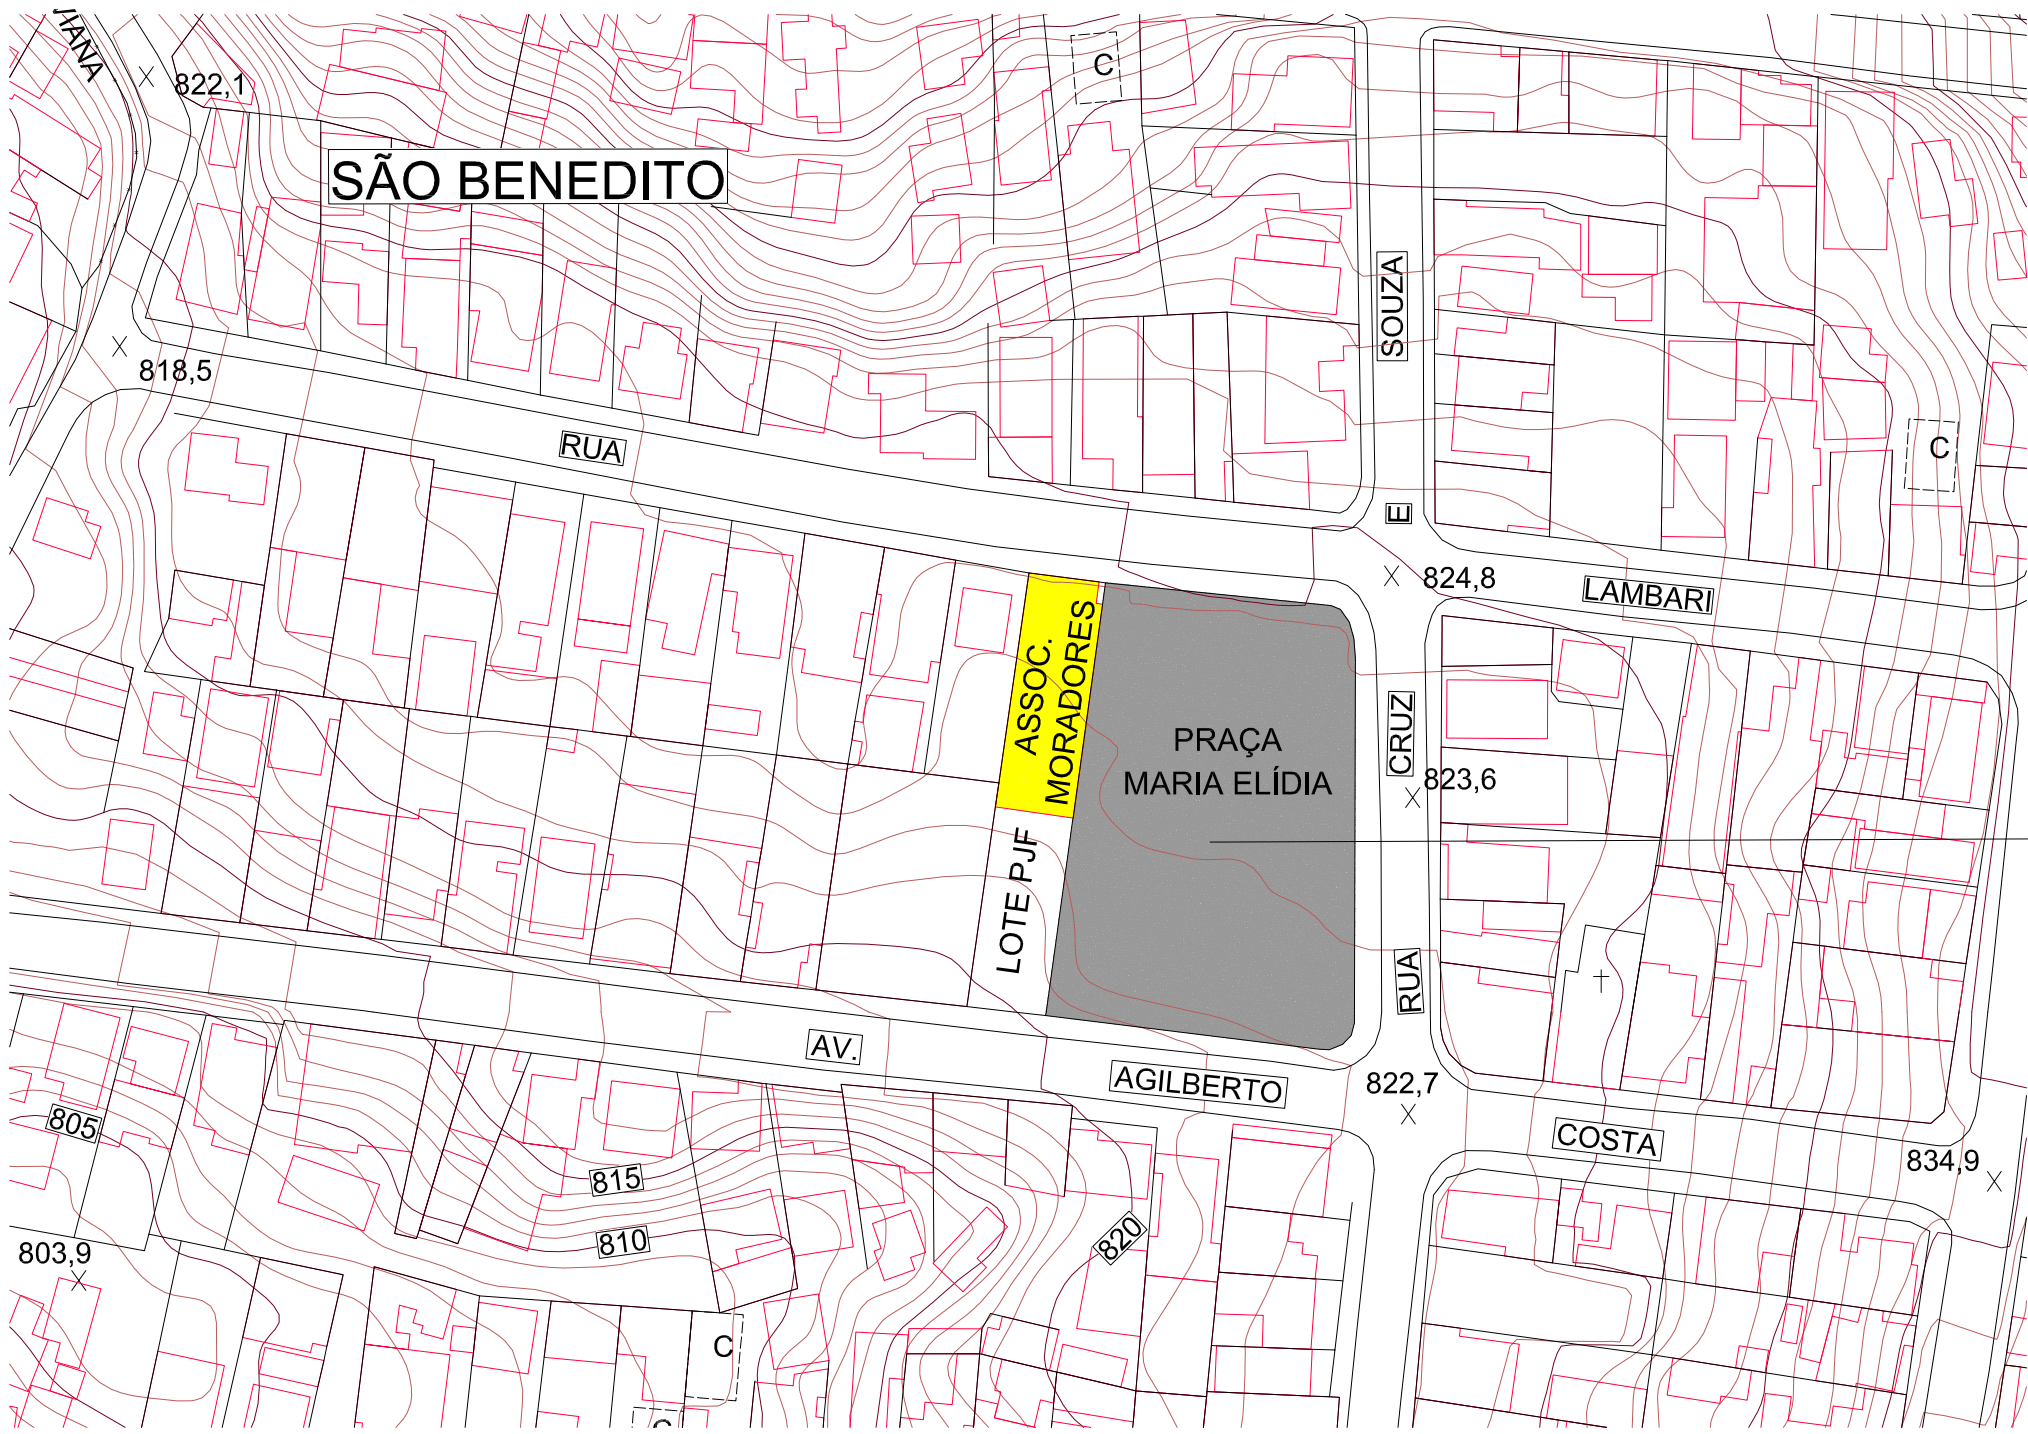 822,1
C
SÃO BENEDITO
SOUZA
818,5
RUA
C
E
824,8
LAMBARI
ASSOC.
MORADORES
PRAÇA
MARIA ELÍDIA
CRUZ
823,6
LOTE PJF
RUA
AV.
AGILBERTO
822,7
COSTA
834,9
805
815
810
820
803,9
C